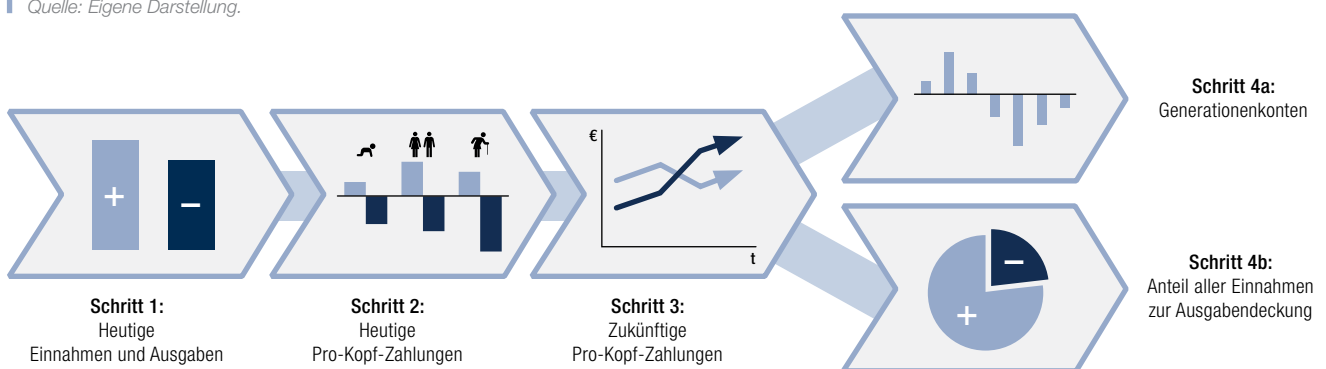 Quelle: Eigene Darstellung.
+
–
Schritt 1:
Heutige
Einnahmen und Ausgaben
Schritt 2:
Heutige
Pro-Kopf-Zahlungen
€
t
Schritt 3:
Zukünftige
Pro-Kopf-Zahlungen
Schritt 4a:
Generationenkonten
–
+
Schritt 4b:
Anteil aller Einnahmen
zur Ausgabendeckung